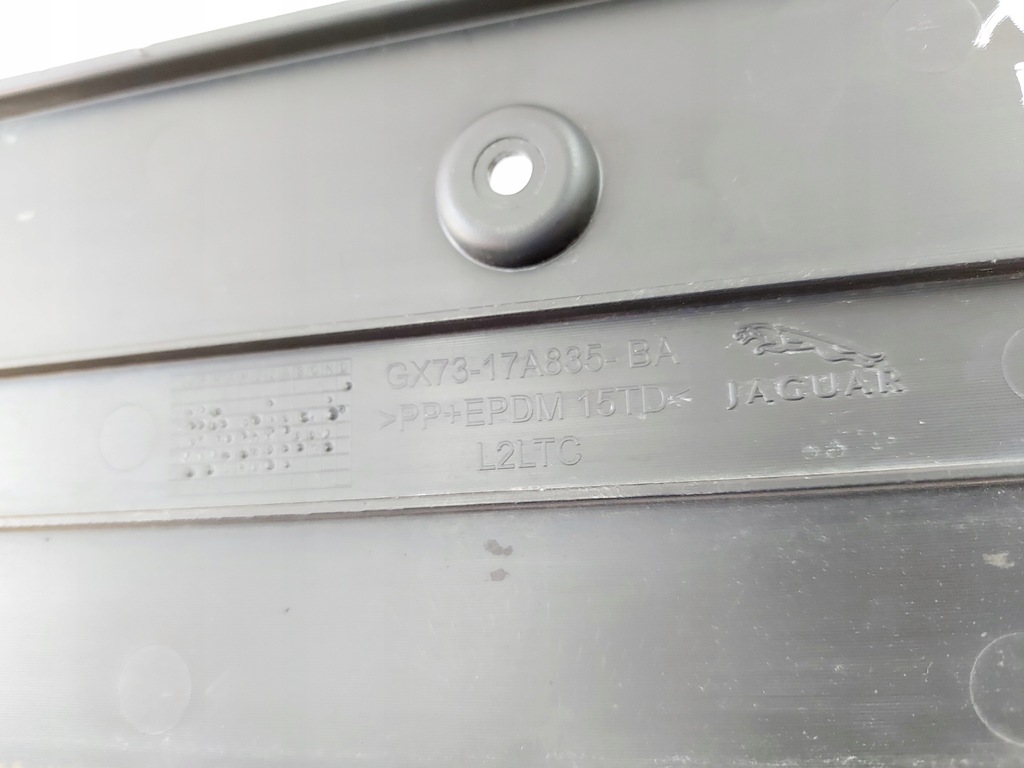 GX73-17A835-BA
>PP+EPDM 15TD<
L2LTC
JAGUAR